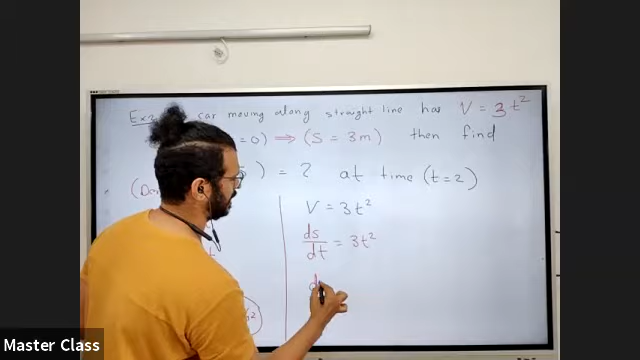 Ex: car moving along straight line has V = 3t²
= 0) ⇒ (S = 3m) then find
) = ? at time (t=2)
V = 3t²
ds/dt = 3t²
d
Master Class